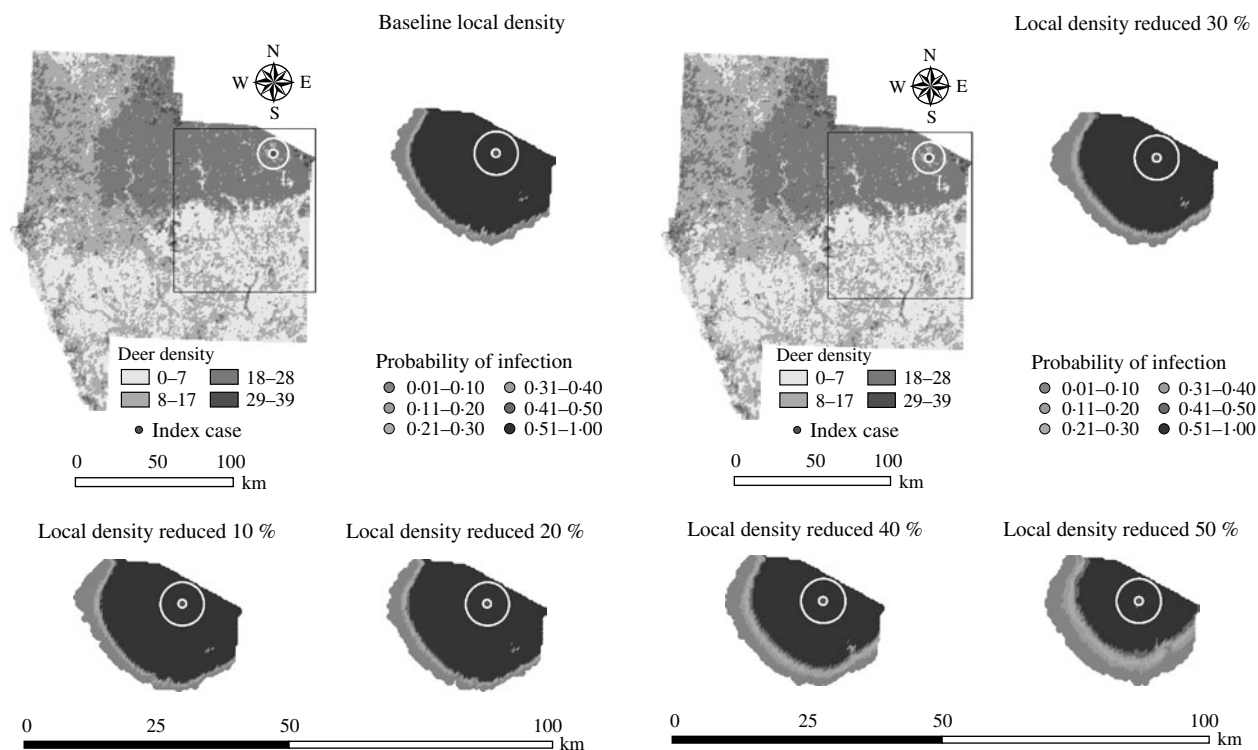 Baseline local density
N
W E
S
Deer density
0–7 18–28
8–17 29–39
Index case
0 50 100
km
Probability of infection
0·01–0·10 0·31–0·40
0·11–0·20 0·41–0·50
0·21–0·30 0·51–1·00
Local density reduced 10 %
Local density reduced 20 %
0 25 50 100
km
Local density reduced 30 %
N
W E
S
Deer density
0–7 18–28
8–17 29–39
Index case
0 50 100
km
Probability of infection
0·01–0·10 0·31–0·40
0·11–0·20 0·41–0·50
0·21–0·30 0·51–1·00
Local density reduced 40 %
Local density reduced 50 %
0 25 50 100
km